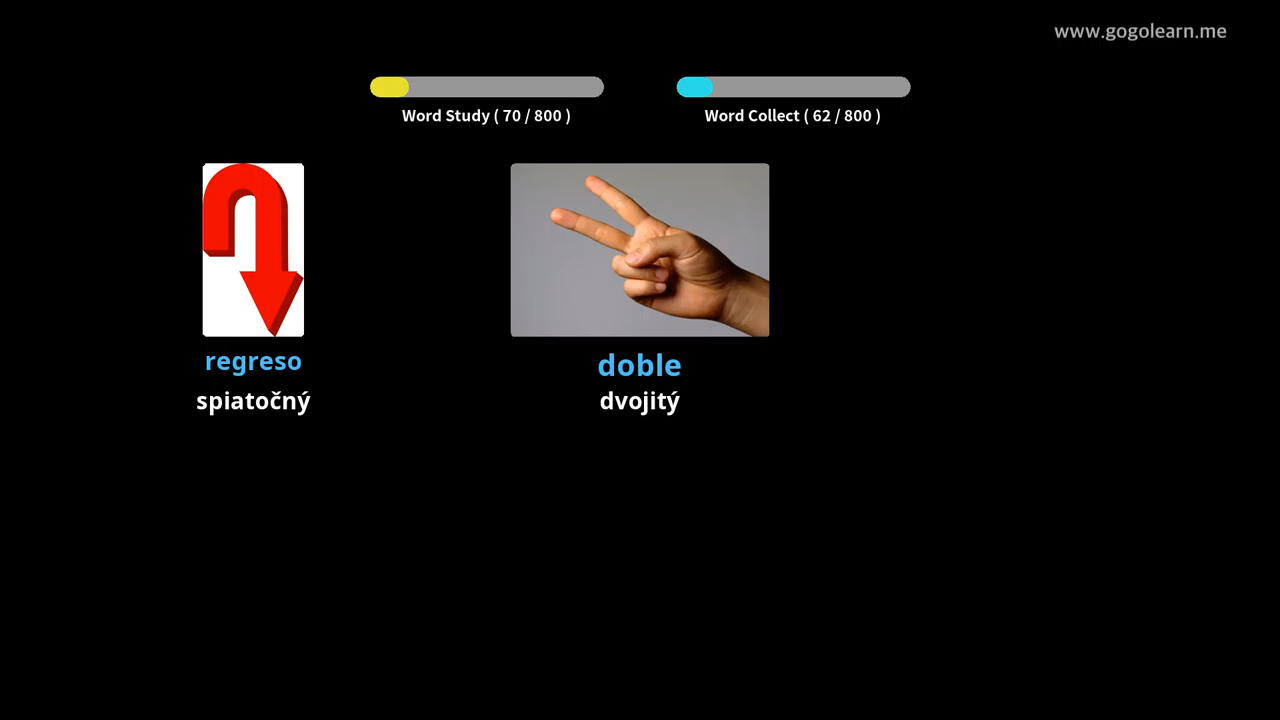 www.gogolearn.me
Word Study ( 70 / 800 )
Word Collect ( 62 / 800 )
regreso
spiatočný
doble
dvojitý